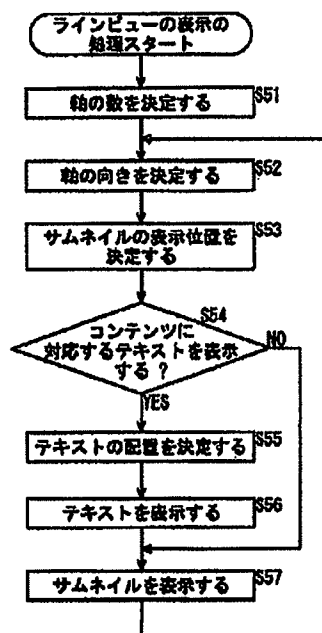 ラインビューの表示の
処理スタート
軸の数を決定する
S51
軸の向きを決定する
S52
サムネイルの表示位置を
決定する
S53
S54
コンテンツに
対応するテキストを表示
する ?
NO
YES
テキストの配置を決定する
S55
テキストを表示する
S56
サムネイルを表示する
S57